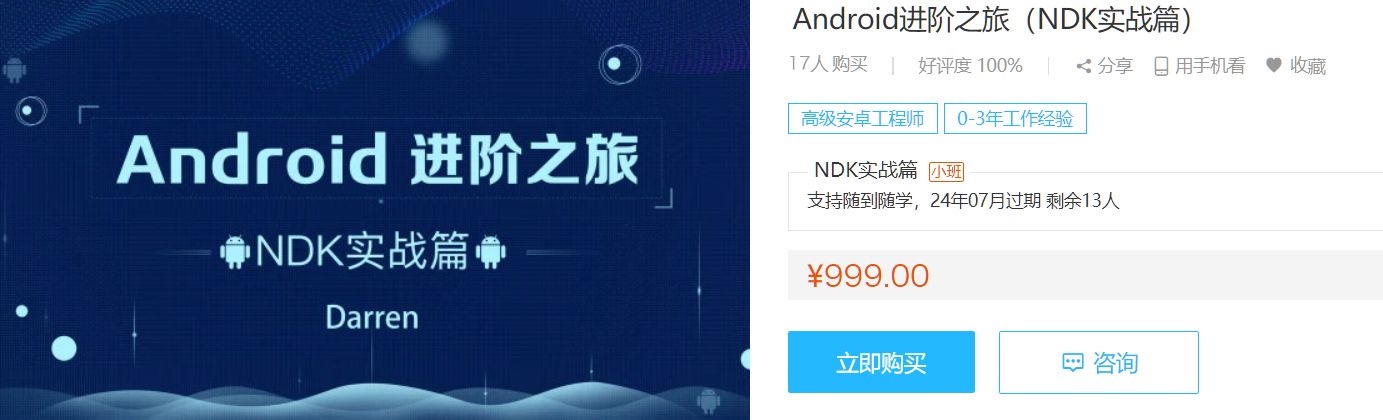 Android 进阶之旅
NDK实战篇
Darren
Android进阶之旅（NDK实战篇）
17人 购买 好评度 100% 分享 用手机看 收藏
高级安卓工程师 0-3年工作经验
NDK实战篇 小班
支持随到随学，24年07月过期 剩余13人
¥999.00
立即购买 咨询